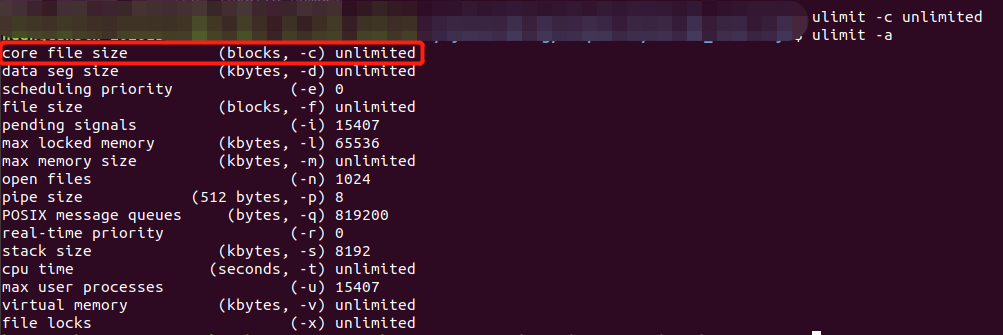 ulimit -c unlimited
$ ulimit -a
core file size          (blocks, -c) unlimited
data seg size           (kbytes, -d) unlimited
scheduling priority             (-e) 0
file size               (blocks, -f) unlimited
pending signals                 (-i) 15407
max locked memory       (kbytes, -l) 65536
max memory size         (kbytes, -m) unlimited
open files                      (-n) 1024
pipe size            (512 bytes, -p) 8
POSIX message queues     (bytes, -q) 819200
real-time priority              (-r) 0
stack size              (kbytes, -s) 8192
cpu time               (seconds, -t) unlimited
max user processes              (-u) 15407
virtual memory          (kbytes, -v) unlimited
file locks                      (-x) unlimited